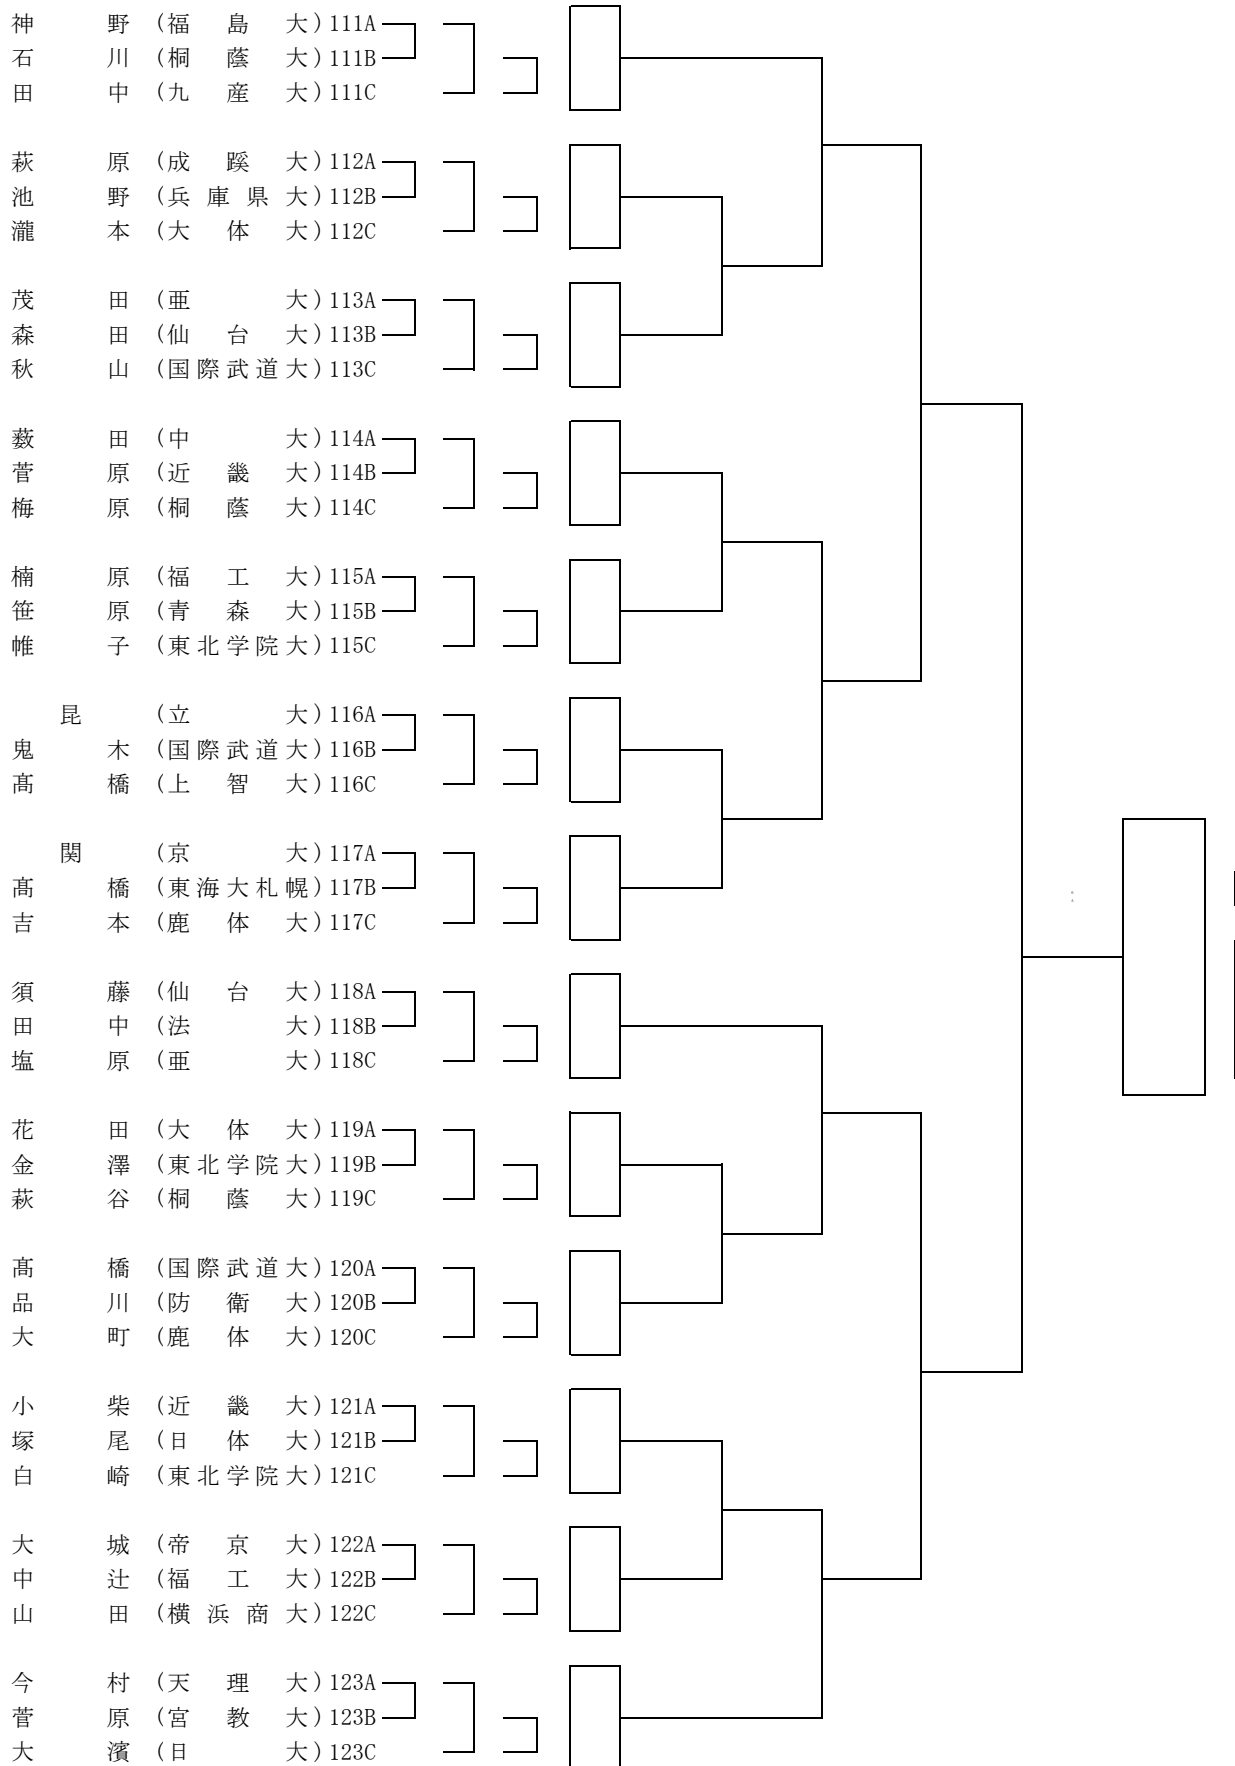 神野（福島大）111A
石川（桐蔭大）111B
田中（九産大）111C
萩原（成蹊大）112A
池野（兵庫県大）112B
瀧本（大体大）112C
茂田（亜大）113A
森田（仙台大）113B
秋山（国際武道大）113C
薮田（中大）114A
菅原（近畿大）114B
梅原（桐蔭大）114C
楠原（福工大）115A
笹原（青森大）115B
帷子（東北学院大）115C
昆（立大）116A
鬼木（国際武道大）116B
髙橋（上智大）116C
関（京大）117A
髙橋（東海大札幌）117B
吉本（鹿体大）117C
須藤（仙台大）118A
田中（法大）118B
塩原（亜大）118C
花田（大体大）119A
金澤（東北学院大）119B
萩谷（桐蔭大）119C
髙橋（国際武道大）120A
品川（防衛大）120B
大町（鹿体大）120C
小柴（近畿大）121A
塚尾（日体大）121B
白崎（東北学院大）121C
大城（帝京大）122A
中辻（福工大）122B
山田（横浜商大）122C
今村（天理大）123A
菅原（宮教大）123B
大濱（日大）123C